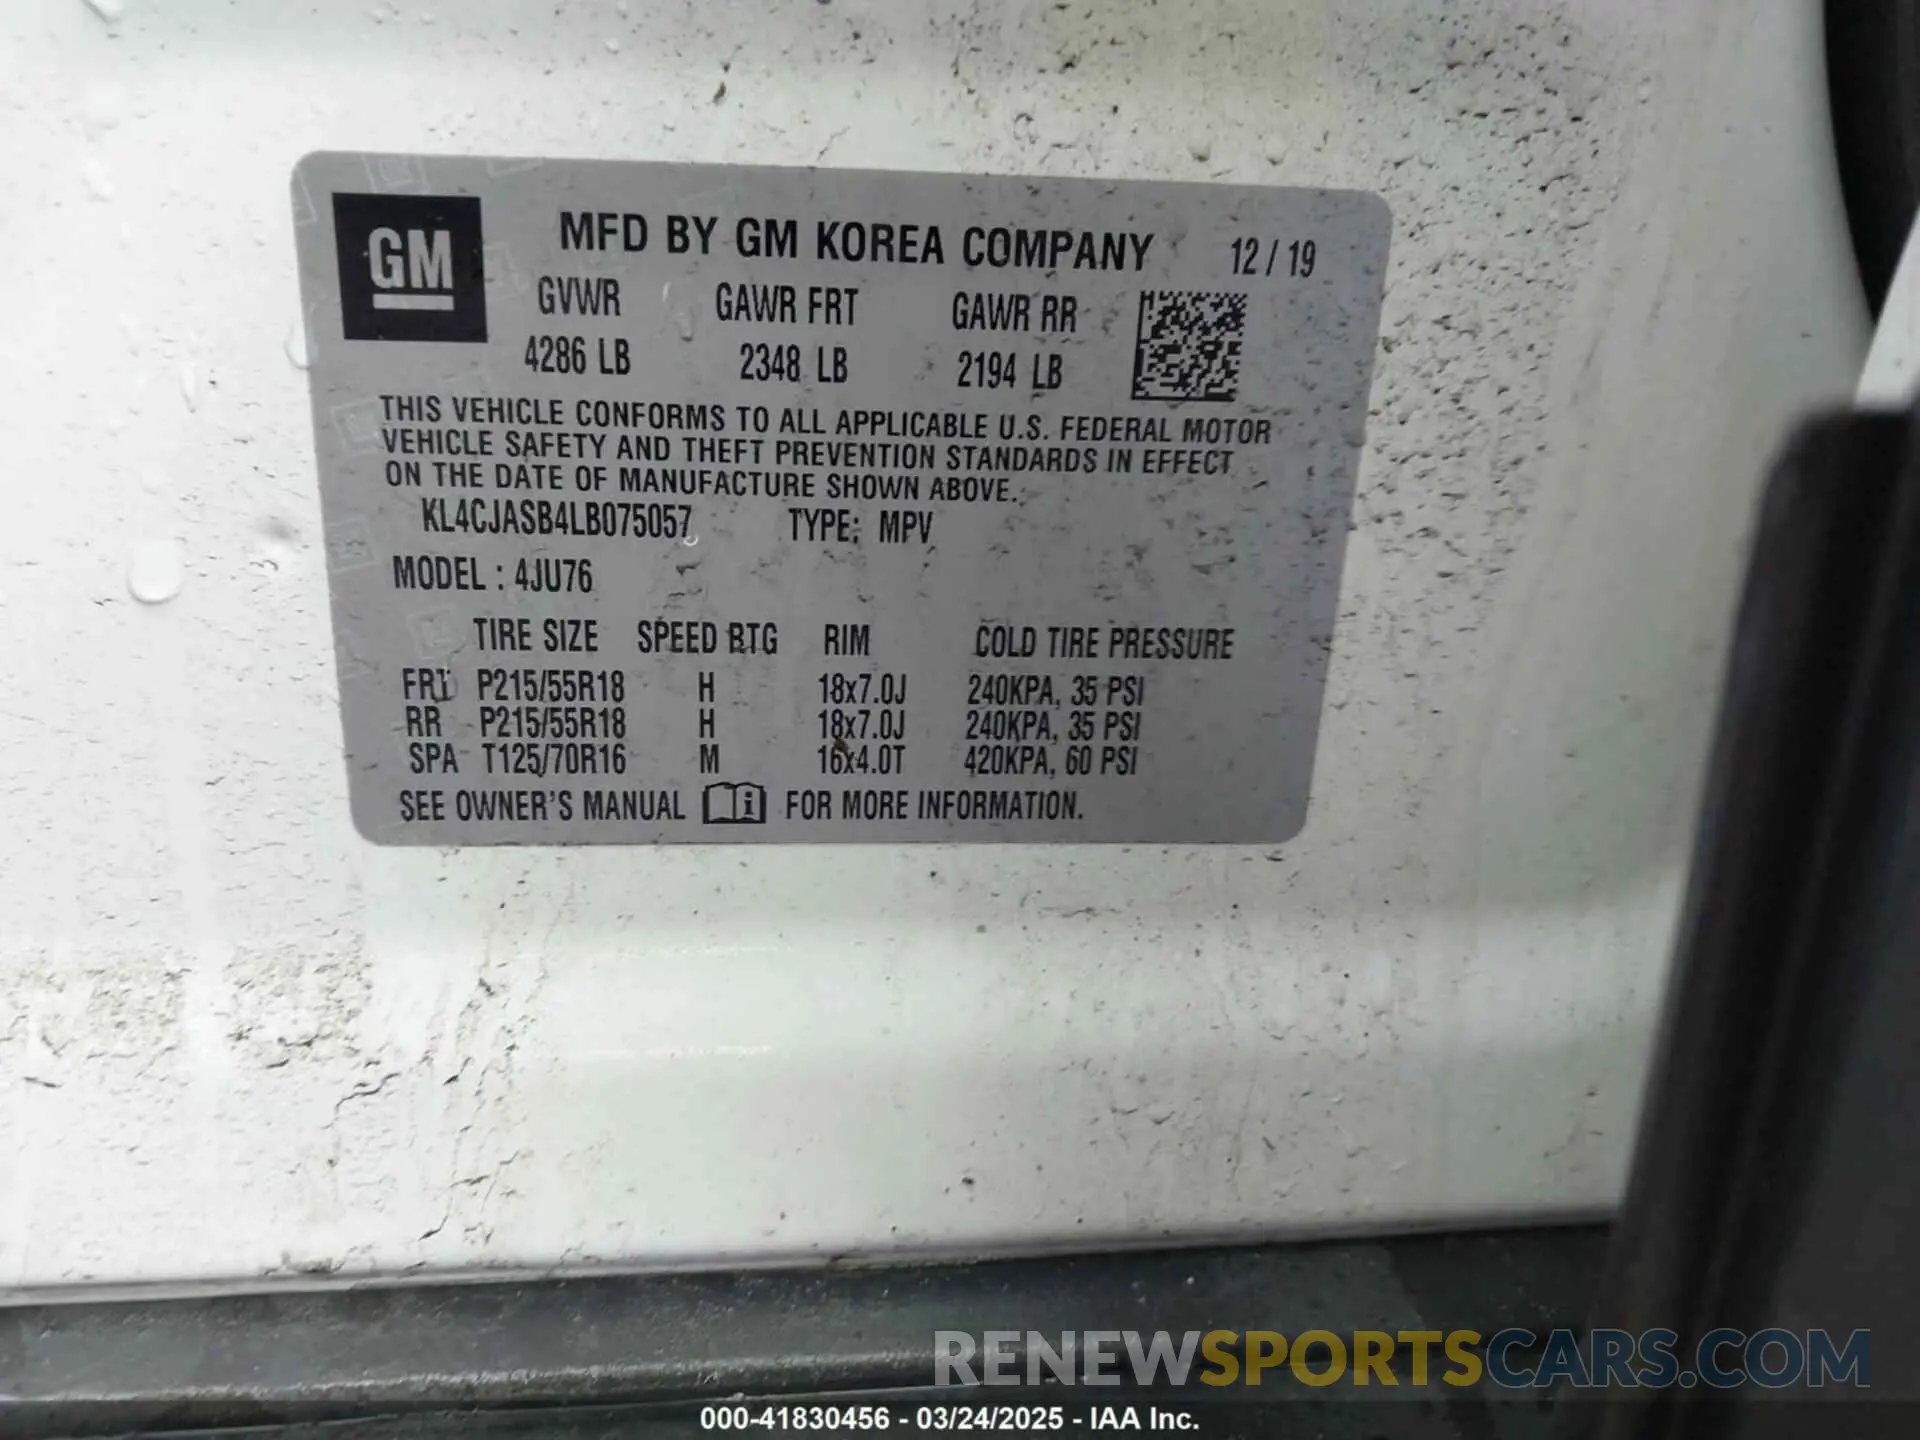 GM
MFD BY GM KOREA COMPANY 12 / 19
GVWR GAWR FRT GAWR RR
4286 LB 2348 LB 2194 LB
THIS VEHICLE CONFORMS TO ALL APPLICABLE U.S. FEDERAL MOTOR
VEHICLE SAFETY AND THEFT PREVENTION STANDARDS IN EFFECT
ON THE DATE OF MANUFACTURE SHOWN ABOVE.
KL4CJASB4LB075057 TYPE: MPV
MODEL : 4JU76
TIRE SIZE SPEED RTG RIM COLD TIRE PRESSURE
FRT P215/55R18 H 18x7.0J 240KPA, 35 PSI
RR P215/55R18 H 18x7.0J 240KPA, 35 PSI
SPA T125/70R16 M 16x4.0T 420KPA, 60 PSI
SEE OWNER'S MANUAL i FOR MORE INFORMATION.
RENEWSPORTSCARS.COM
000-41830456 - 03/24/2025 - IAA Inc.